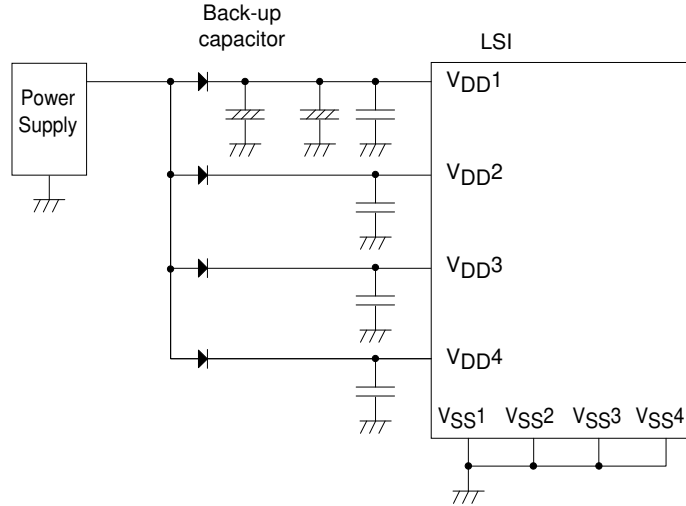 Back-up
capacitor
LSI
Power
Supply
VDD1
VDD2
VDD3
VDD4
VSS1 VSS2 VSS3 VSS4